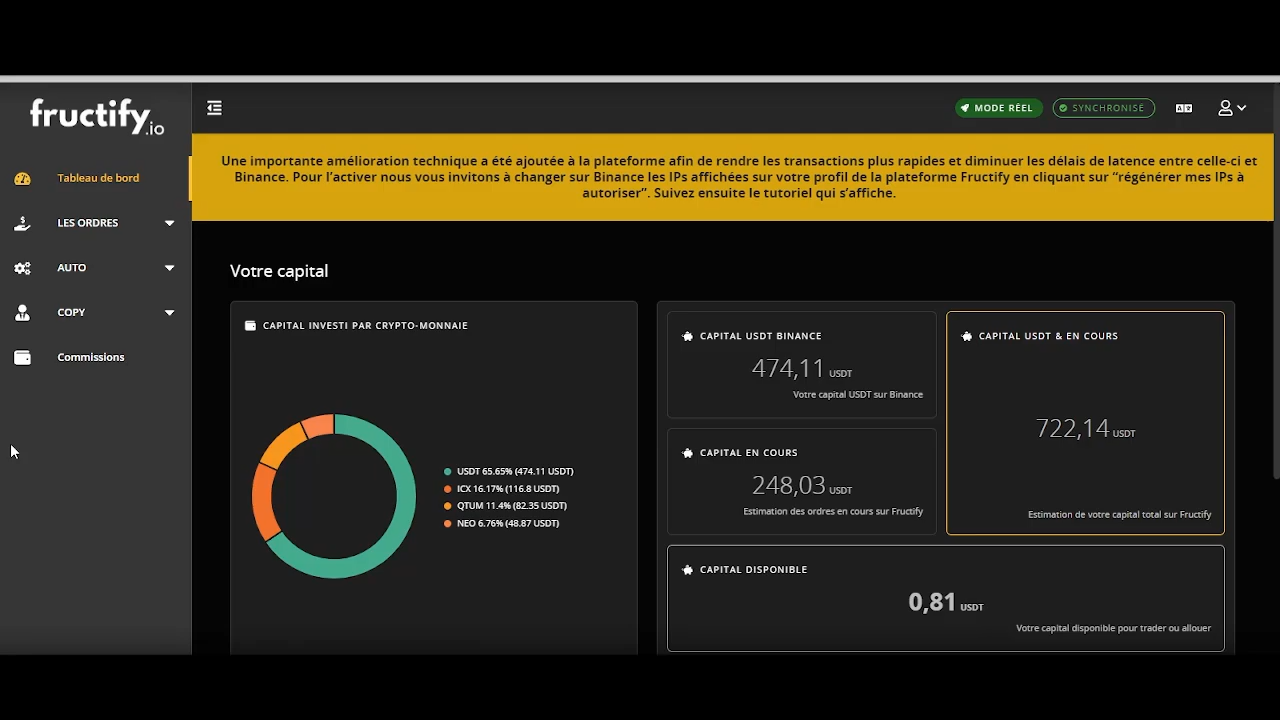 fructify.io
MODE RÉEL
SYNCHRONISÉ
Tableau de bord
LES ORDRES
AUTO
COPY
Commissions
Une importante amélioration technique a été ajoutée à la plateforme afin de rendre les transactions plus rapides et diminuer les délais de latence entre celle-ci et
Binance. Pour l’activer nous vous invitons à changer sur Binance les IPs affichées sur votre profil de la plateforme Fructify en cliquant sur “régénérer mes IPs à
autoriser”. Suivez ensuite le tutoriel qui s’affiche.
Votre capital
CAPITAL INVESTI PAR CRYPTO-MONNAIE
USDT 65.65% (474.11 USDT)
ICX 16.17% (116.8 USDT)
QTUM 11.4% (82.35 USDT)
NEO 6.76% (48.87 USDT)
CAPITAL USDT BINANCE
474,11 USDT
Votre capital USDT sur Binance
CAPITAL EN COURS
248,03 USDT
Estimation des ordres en cours sur Fructify
CAPITAL USDT & EN COURS
722,14 USDT
Estimation de votre capital total sur Fructify
CAPITAL DISPONIBLE
0,81 USDT
Votre capital disponible pour trader ou allouer